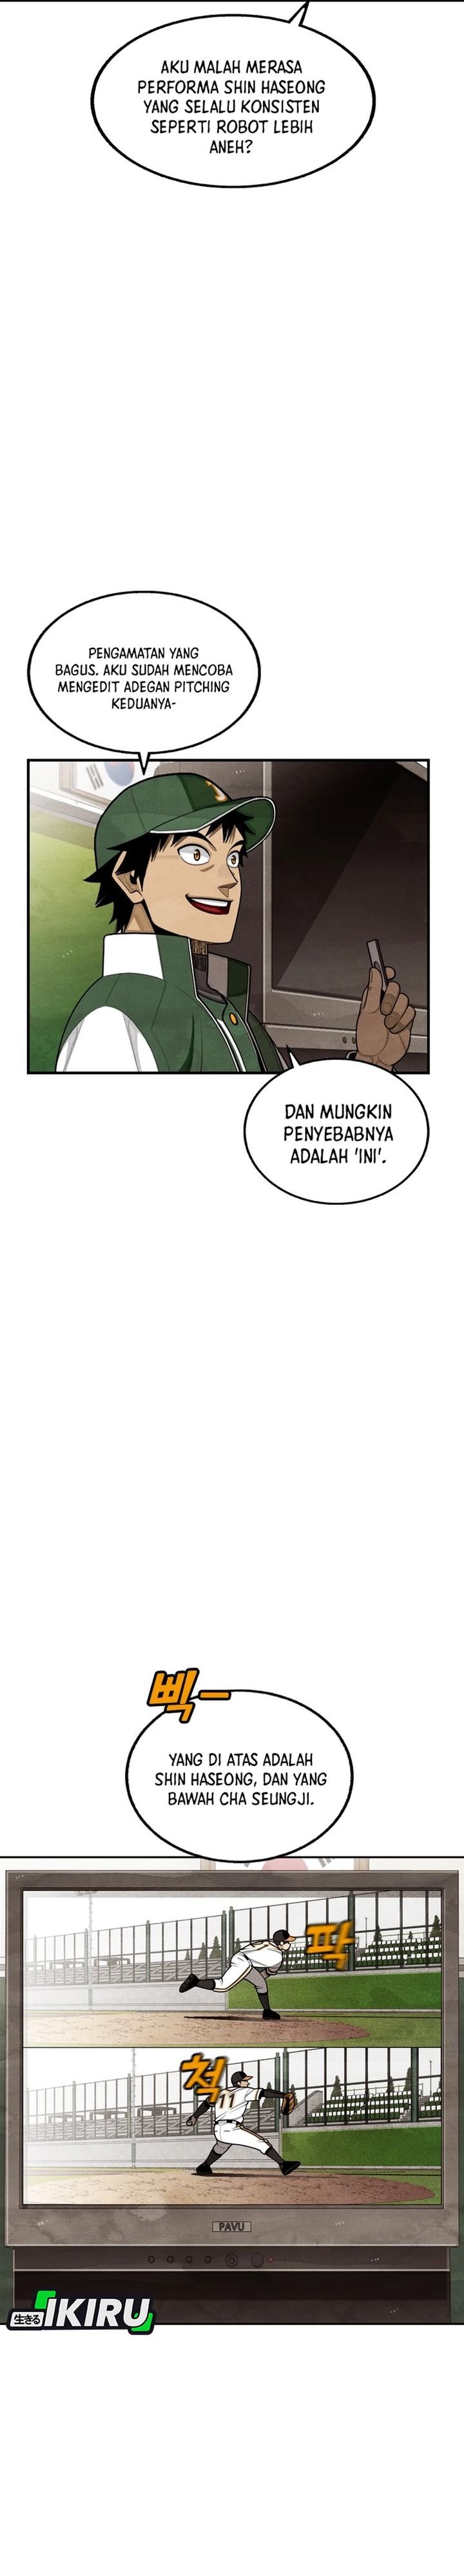 AKU MALAH MERASA
PERFORMA SHIN HASEONG
YANG SELALU KONSISTEN
SEPERTI ROBOT LEBIH
ANEH?
PENGAMATAN YANG
BAGUS. AKU SUDAH MENCOBA
MENGEDIT ADEGAN PITCHING
KEDUANYA-
DAN MUNGKIN
PENYEBABNYA
ADALAH 'INI'.
삑ー
YANG DI ATAS ADALAH
SHIN HASEONG, DAN YANG
BAWAH CHA SEUNGJI.
팍
척
11
PAVU
生きる IKIRU